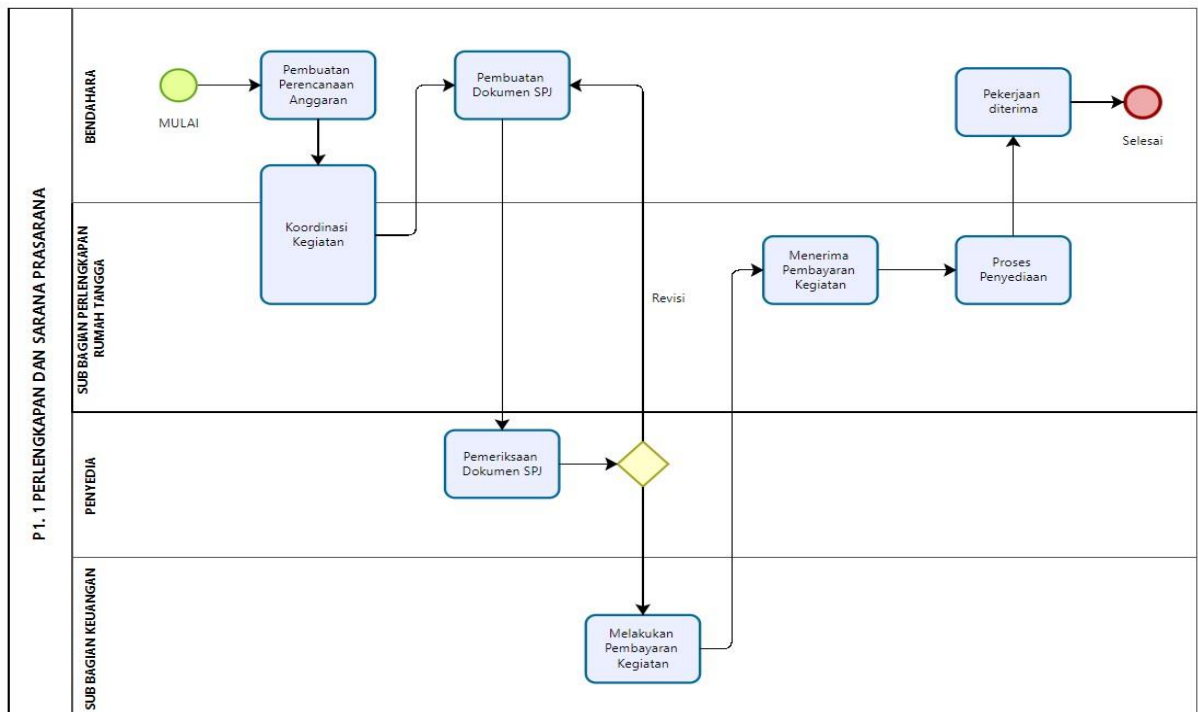 P1. 1 PERLENGKAPAN DAN SARANA PRASARANA
BENDAHARA
MULAI
Pembuatan
Perencanaan
Anggaran
Koordinasi
Kegiatan
Pembuatan
Dokumen SPJ
Pekerjaan
diterima
Selesai
SUB BAGIAN PERLENGKAPAN
RUMAH TANGGA
Menerima
Pembayaran
Kegiatan
Proses
Penyediaan
Revisi
PENYEDIA
Pemeriksaan
Dokumen SPJ
SUB BAGIAN KEUANGAN
Melakukan
Pembayaran
Kegiatan